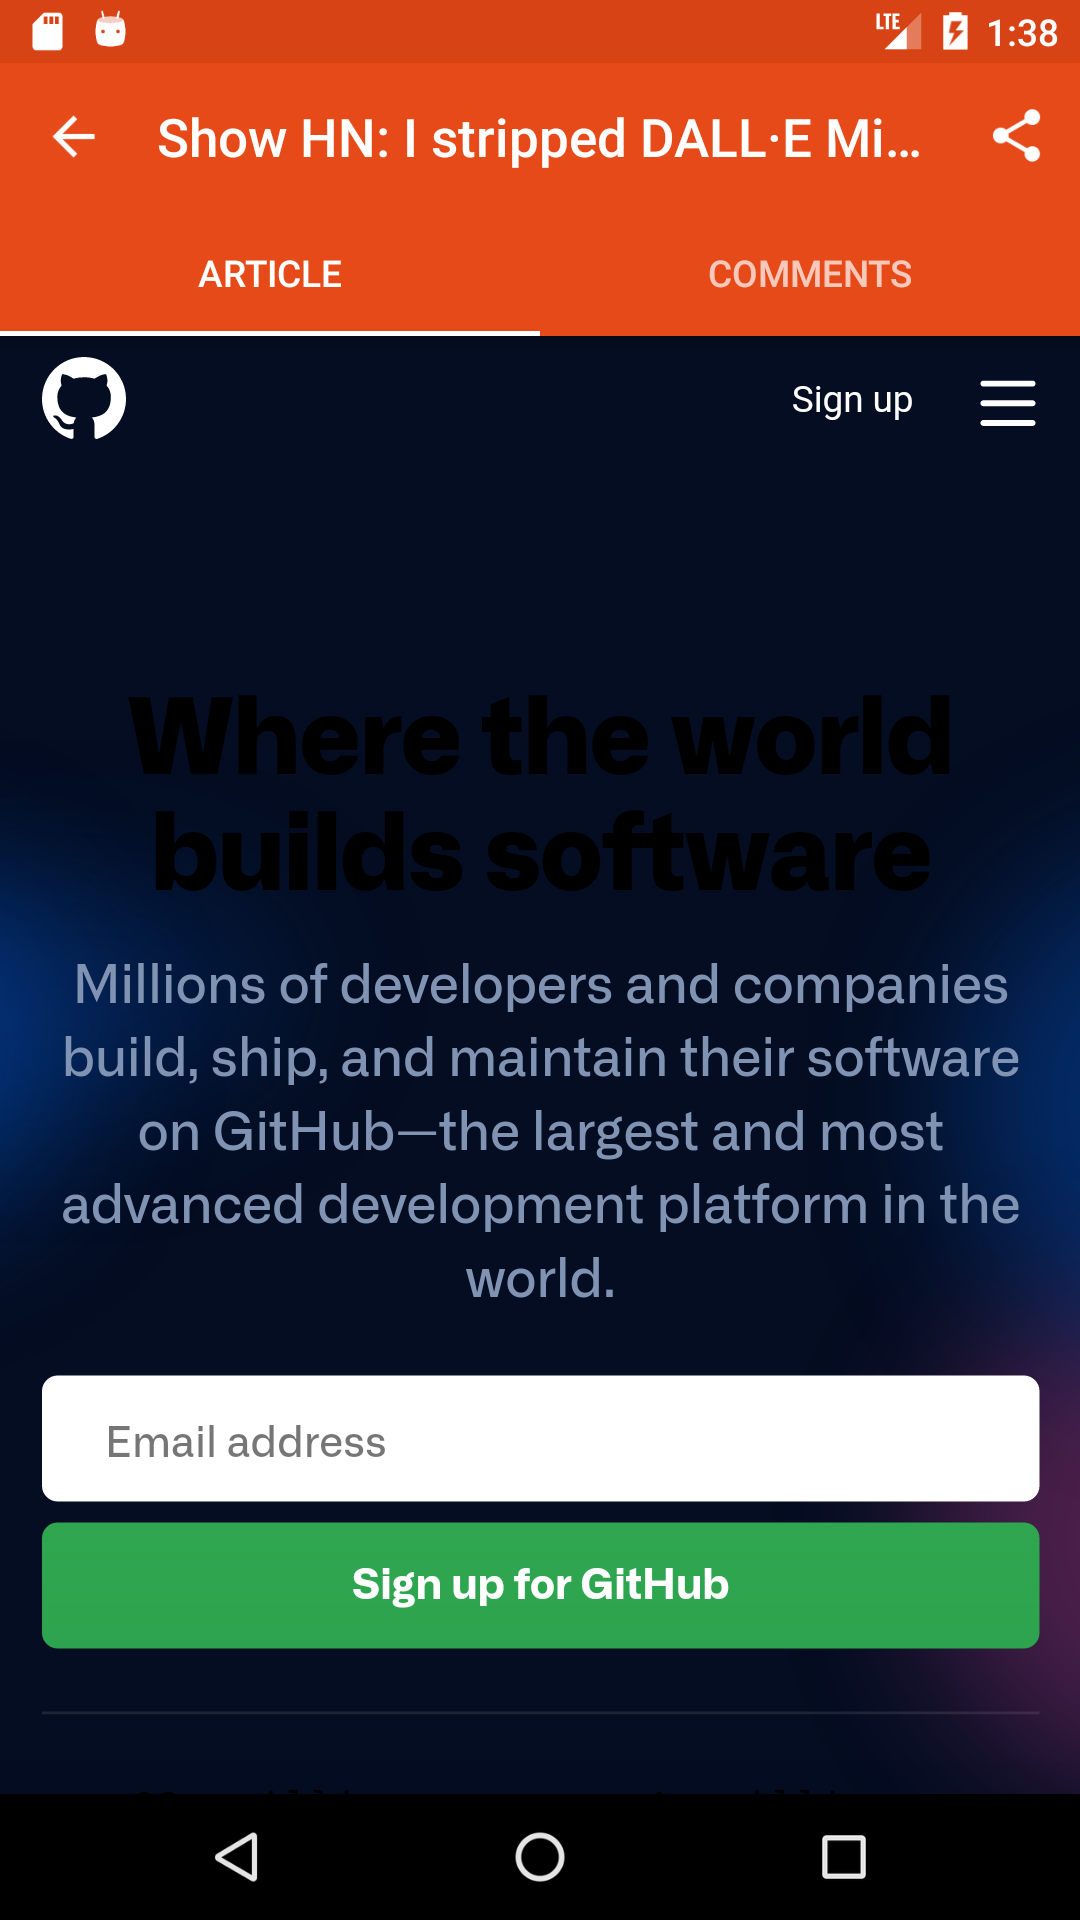 LTE 1:38
Show HN: I stripped DALL·E Mi...
ARTICLE COMMENTS
Sign up
Where the world
builds software
Millions of developers and companies
build, ship, and maintain their software
on GitHub—the largest and most
advanced development platform in the
world.
Email address
Sign up for GitHub